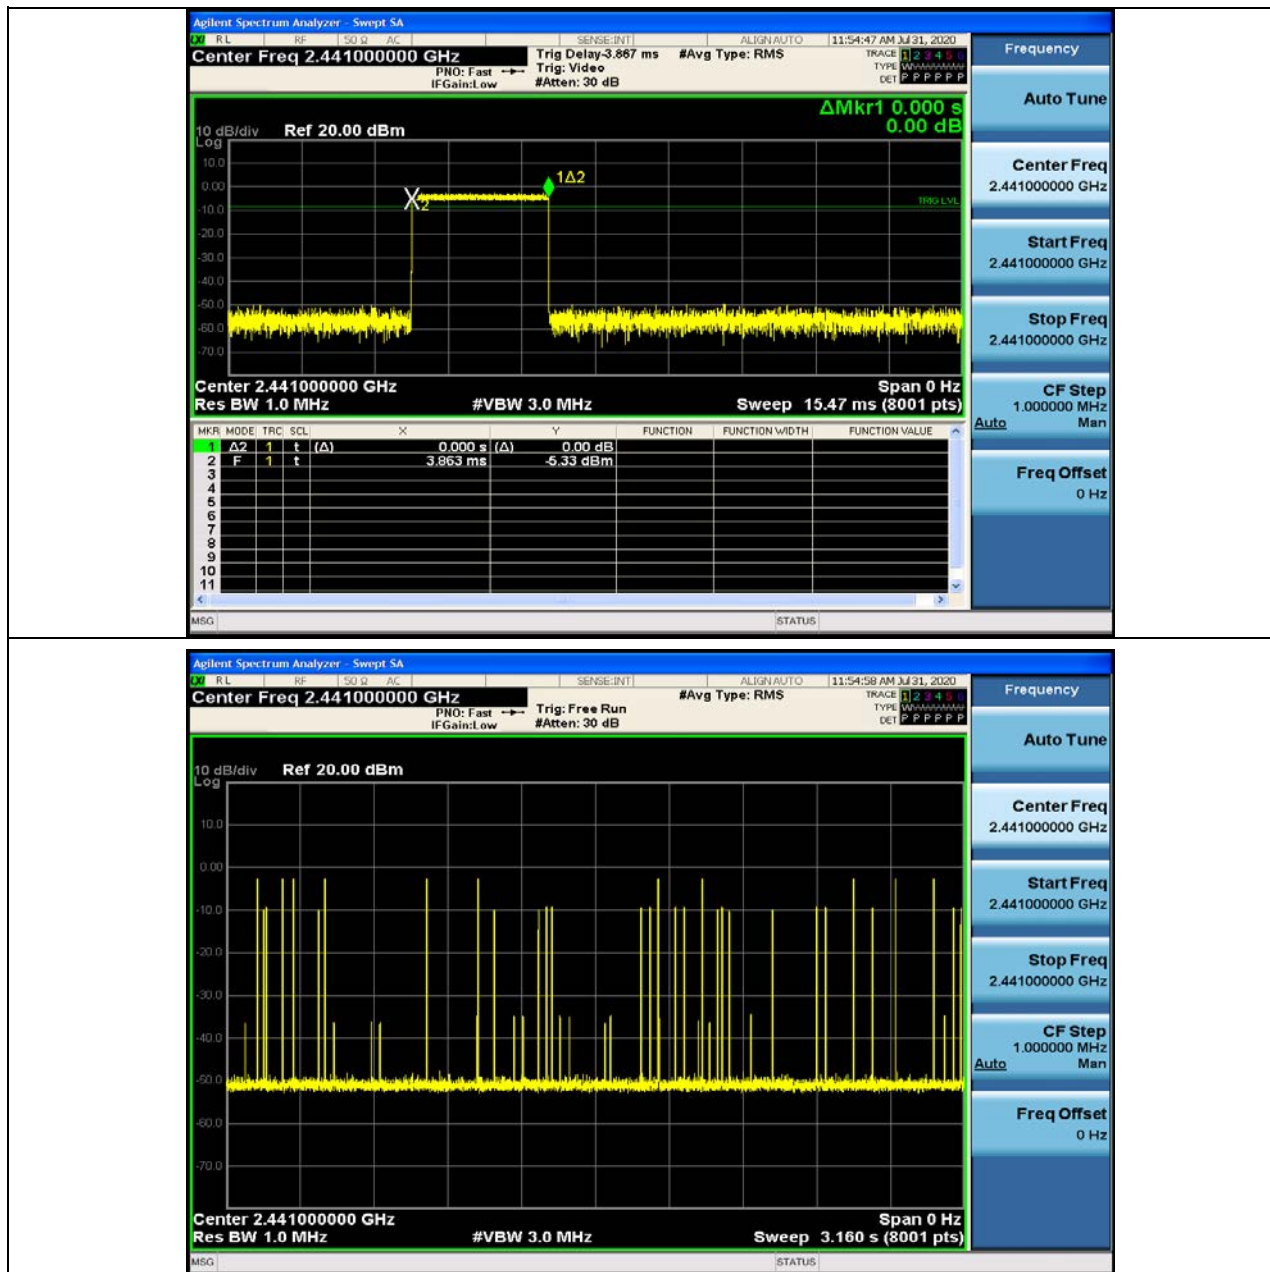 Agilent Spectrum Analyzer - Swept SA
LXI RL RF 50 Ω AC SENSE:INT ALIGN AUTO 11:54:47 AM Jul 31, 2020
Center Freq 2.441000000 GHz Trig Delay-3.867 ms #Avg Type: RMS TRACE 1 2 3 4 5 6
PNO: Fast Trig: Video TYPE WWWWWW
IFGain:Low #Atten: 30 dB DET P P P P P P
ΔMkr1 0.000 s
0.00 dB
10 dB/div Ref 20.00 dBm
Log
10.0
0.00
1Δ2
2
TRIG LVL
-10.0
-20.0
-30.0
-40.0
-50.0
-60.0
-70.0
Center 2.441000000 GHz Span 0 Hz
Res BW 1.0 MHz #VBW 3.0 MHz Sweep 15.47 ms (8001 pts)
MKR MODE TRC SCL X Y FUNCTION FUNCTION WIDTH FUNCTION VALUE
1 Δ2 1 t (Δ) 0.000 s (Δ) 0.00 dB
2 F 1 t 3.863 ms -5.33 dBm
3
4
5
6
7
8
9
10
11
MSG STATUS
Frequency
Auto Tune
Center Freq
2.441000000 GHz
Start Freq
2.441000000 GHz
Stop Freq
2.441000000 GHz
CF Step
1.000000 MHz
Auto Man
Freq Offset
0 Hz
Agilent Spectrum Analyzer - Swept SA
LXI RL RF 50 Ω AC SENSE:INT ALIGN AUTO 11:54:58 AM Jul 31, 2020
Center Freq 2.441000000 GHz #Avg Type: RMS TRACE 1 2 3 4 5 6
PNO: Fast Trig: Free Run TYPE WWWWWW
IFGain:Low #Atten: 30 dB DET P P P P P P
10 dB/div Ref 20.00 dBm
Log
10.0
0.00
-10.0
-20.0
-30.0
-40.0
-50.0
-60.0
-70.0
Center 2.441000000 GHz Span 0 Hz
Res BW 1.0 MHz #VBW 3.0 MHz Sweep 3.160 s (8001 pts)
MSG STATUS
Frequency
Auto Tune
Center Freq
2.441000000 GHz
Start Freq
2.441000000 GHz
Stop Freq
2.441000000 GHz
CF Step
1.000000 MHz
Auto Man
Freq Offset
0 Hz